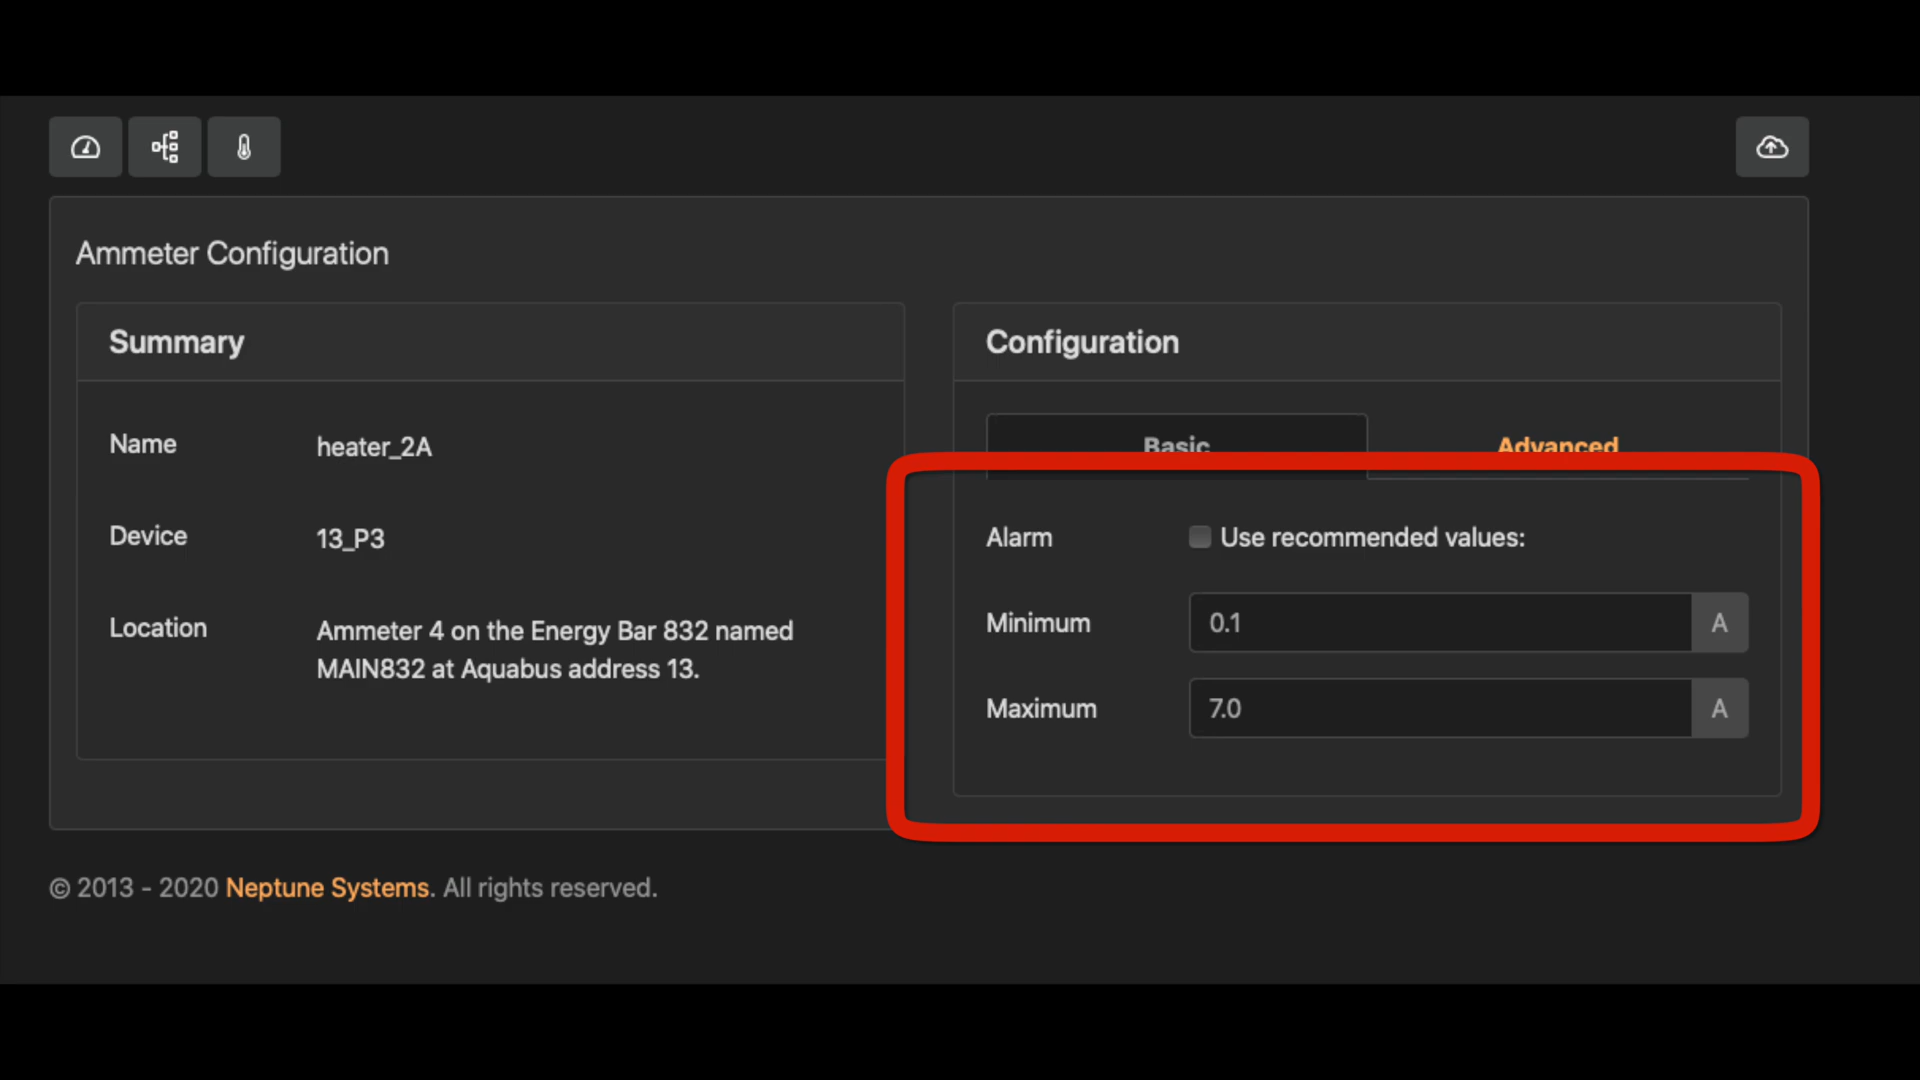 Ammeter Configuration
Summary
Name heater_2A
Device 13_P3
Location Ammeter 4 on the Energy Bar 832 named
MAIN832 at Aquabus address 13.
Configuration
Basic Advanced
Alarm Use recommended values:
Minimum 0.1 A
Maximum 7.0 A
© 2013 - 2020 Neptune Systems. All rights reserved.